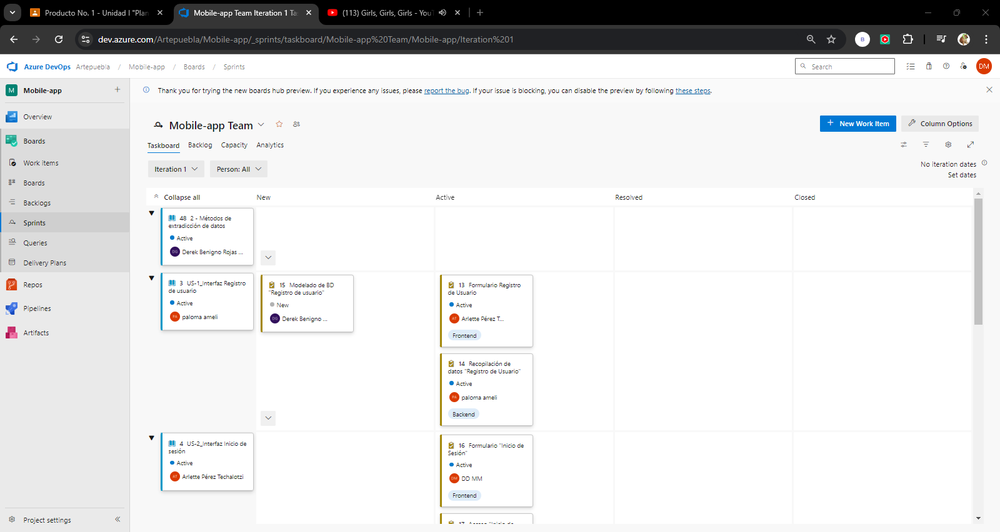 Producto No. 1 - Unidad I "Plan
Mobile-app Team Iteration 1 Ta
(113) Girls, Girls, Girls - YouT
dev.azure.com/Artepuebla/Mobile-app/_sprints/taskboard/Mobile-app%20Team/Mobile-app/Iteration%201
B
Azure DevOps
Artepuebla / Mobile-app / Boards / Sprints
Search
DM
M Mobile-app
Thank you for trying the new boards hub preview. If you experience any issues, please report the bug. If your issue is blocking, you can disable the preview by following these steps.
Overview
Boards
Work items
Boards
Backlogs
Sprints
Queries
Delivery Plans
Repos
Pipelines
Artifacts
Project settings
Mobile-app Team
New Work Item
Column Options
Taskboard Backlog Capacity Analytics
Iteration 1
Person: All
No iteration dates
Set dates
Collapse all
New
Active
Resolved
Closed
48 2 - Métodos de
extradicción de datos
Active
DG Derek Benigno Rojas ...
3 US-1_Interfaz Registro
de usuario
Active
PA paloma ameli
15 Modelado de BD
"Registro de usuario"
New
DG Derek Benigno ...
13 Formulario Registro
de Usuario
Active
AT Arlette Pérez T...
Frontend
14 Recopilación de
datos "Registro de Usuario"
Active
PA paloma ameli
Backend
4 US-2_Interfaz Inicio de
sesión
Active
AT Arlette Pérez Techalotzi
16 Formulario "Inicio de
Sesión"
Active
DM DD MM
Frontend